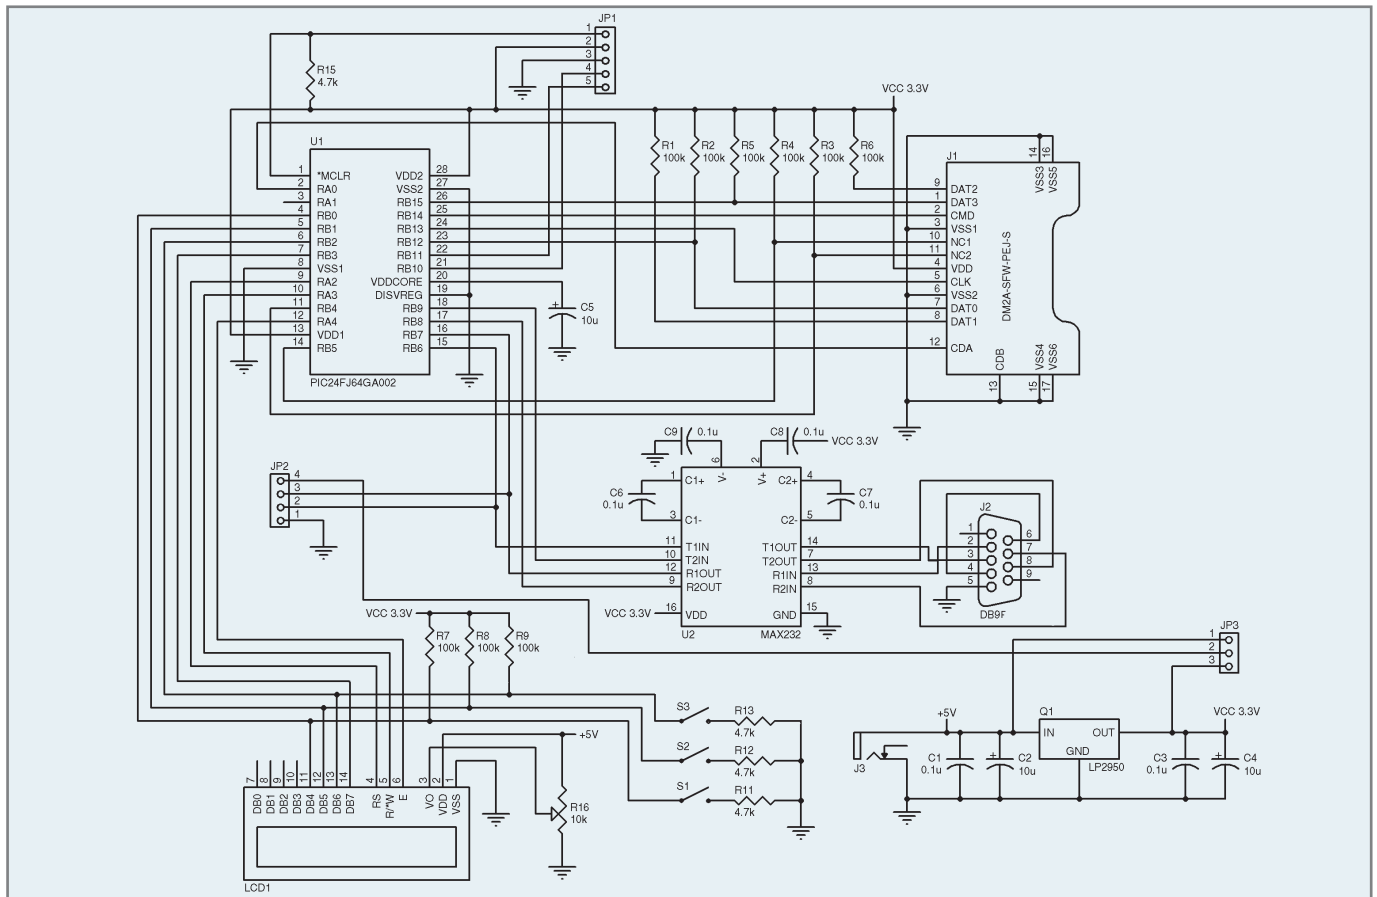 JP1
1
2
3
4
5
R15
4.7k
VCC 3.3V
R1
100k
R2
100k
R5
100k
R4
100k
R3
100k
R6
100k
U1
1 *MCLR VDD2 28
2 RA0 VSS2 27
3 RA1 RB15 26
4 RB0 RB14 25
5 RB1 RB13 24
6 RB2 RB12 23
7 RB3 RB11 22
8 VSS1 RB10 21
9 RA2 VDDCORE 20
10 RA3 DISVREG 19
11 RB4 RB9 18
12 RA4 RB8 17
13 VDD1 RB7 16
14 RB5 RB6 15
PIC24FJ64GA002
+
C5
10u
J1
14 VSS3
16 VSS5
9 DAT2
1 DAT3
2 CMD
3 VSS1
10 NC1
11 NC2
4 VDD
5 CLK
6 VSS2
7 DAT0
8 DAT1
12 CDA
DM2A-SFW-PEJ-S
13 CDB
15 VSS4
17 VSS6
C9 0.1u
C8 0.1u
VCC 3.3V
6 V-
2 V+
C6
0.1u
C7
0.1u
1 C1+ C2+ 4
3 C1- C2- 5
11 T1IN T1OUT 14
10 T2IN T2OUT 7
12 R1OUT R1IN 13
9 R2OUT R2IN 8
VCC 3.3V 16 VDD GND 15
U2 MAX232
JP2
4
3
2
1
J2
1
2
3
4
5
6
7
8
9
DB9F
VCC 3.3V
R7
100k
R8
100k
R9
100k
JP3
1
2
3
S3
R13
4.7k
S2
R12
4.7k
S1
R11
4.7k
+5V
R16
10k
J3
+5V
C1
0.1u
+
C2
10u
Q1
IN OUT
GND
LP2950
C3
0.1u
VCC 3.3V
+
C4
10u
7 DB0
8 DB1
9 DB2
10 DB3
11 DB4
12 DB5
13 DB6
14 DB7
4 RS
5 R/*W
6 E
3 VO
2 VDD
1 VSS
LCD1